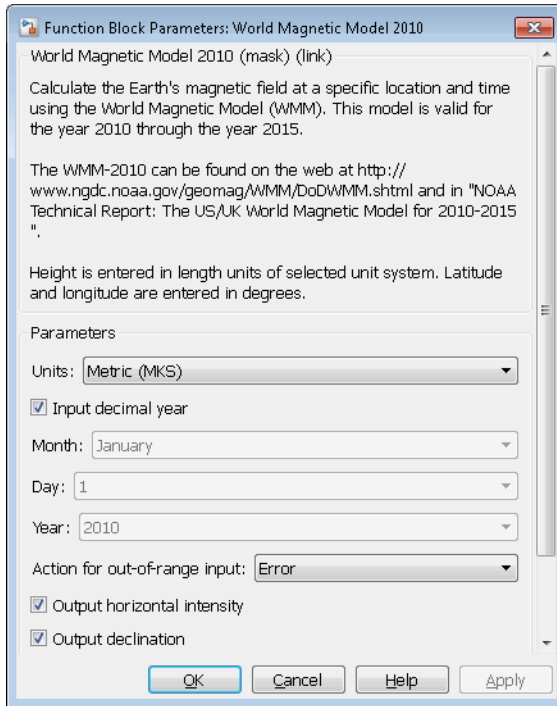 Function Block Parameters: World Magnetic Model 2010
World Magnetic Model 2010 (mask) (link)
Calculate the Earth's magnetic field at a specific location and time
using the World Magnetic Model (WMM). This model is valid for
the year 2010 through the year 2015.
The WMM-2010 can be found on the web at http://
www.ngdc.noaa.gov/geomag/WMM/DoDWMM.shtml and in "NOAA
Technical Report: The US/UK World Magnetic Model for 2010-2015
".
Height is entered in length units of selected unit system. Latitude
and longitude are entered in degrees.
Parameters
Units: Metric (MKS)
Input decimal year
Month: January
Day: 1
Year: 2010
Action for out-of-range input: Error
Output horizontal intensity
Output declination
OK Cancel Help Apply